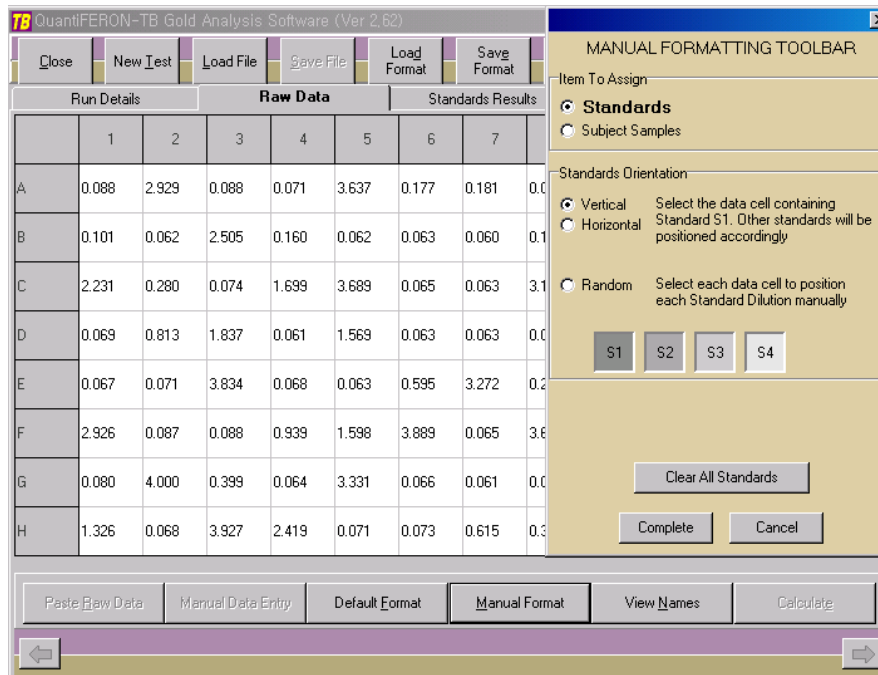 TB QuantiFERON-TB Gold Analysis Software (Ver 2,62)
Close New Test Load File Save File Load Format Save Format
Run Details Raw Data Standards Results
1 2 3 4 5 6 7
A 0.088 2.929 0.088 0.071 3.637 0.177 0.181
B 0.101 0.062 2.505 0.160 0.062 0.063 0.060
C 2.231 0.280 0.074 1.699 3.689 0.065 0.063
D 0.069 0.813 1.837 0.061 1.569 0.063 0.063
E 0.067 0.071 3.834 0.068 0.063 0.595 3.272
F 2.926 0.087 0.088 0.939 1.598 3.889 0.065
G 0.080 4.000 0.399 0.064 3.331 0.066 0.061
H 1.326 0.068 3.927 2.419 0.071 0.073 0.615
MANUAL FORMATTING TOOLBAR
Item To Assign
Standards
Subject Samples
Standards Orientation
Vertical
Horizontal
Select the data cell containing
Standard S1. Other standards will be
positioned accordingly
Random
Select each data cell to position
each Standard Dilution manually
S1 S2 S3 S4
Clear All Standards
Complete Cancel
Paste Raw Data Manual Data Entry Default Format Manual Format View Names Calculate